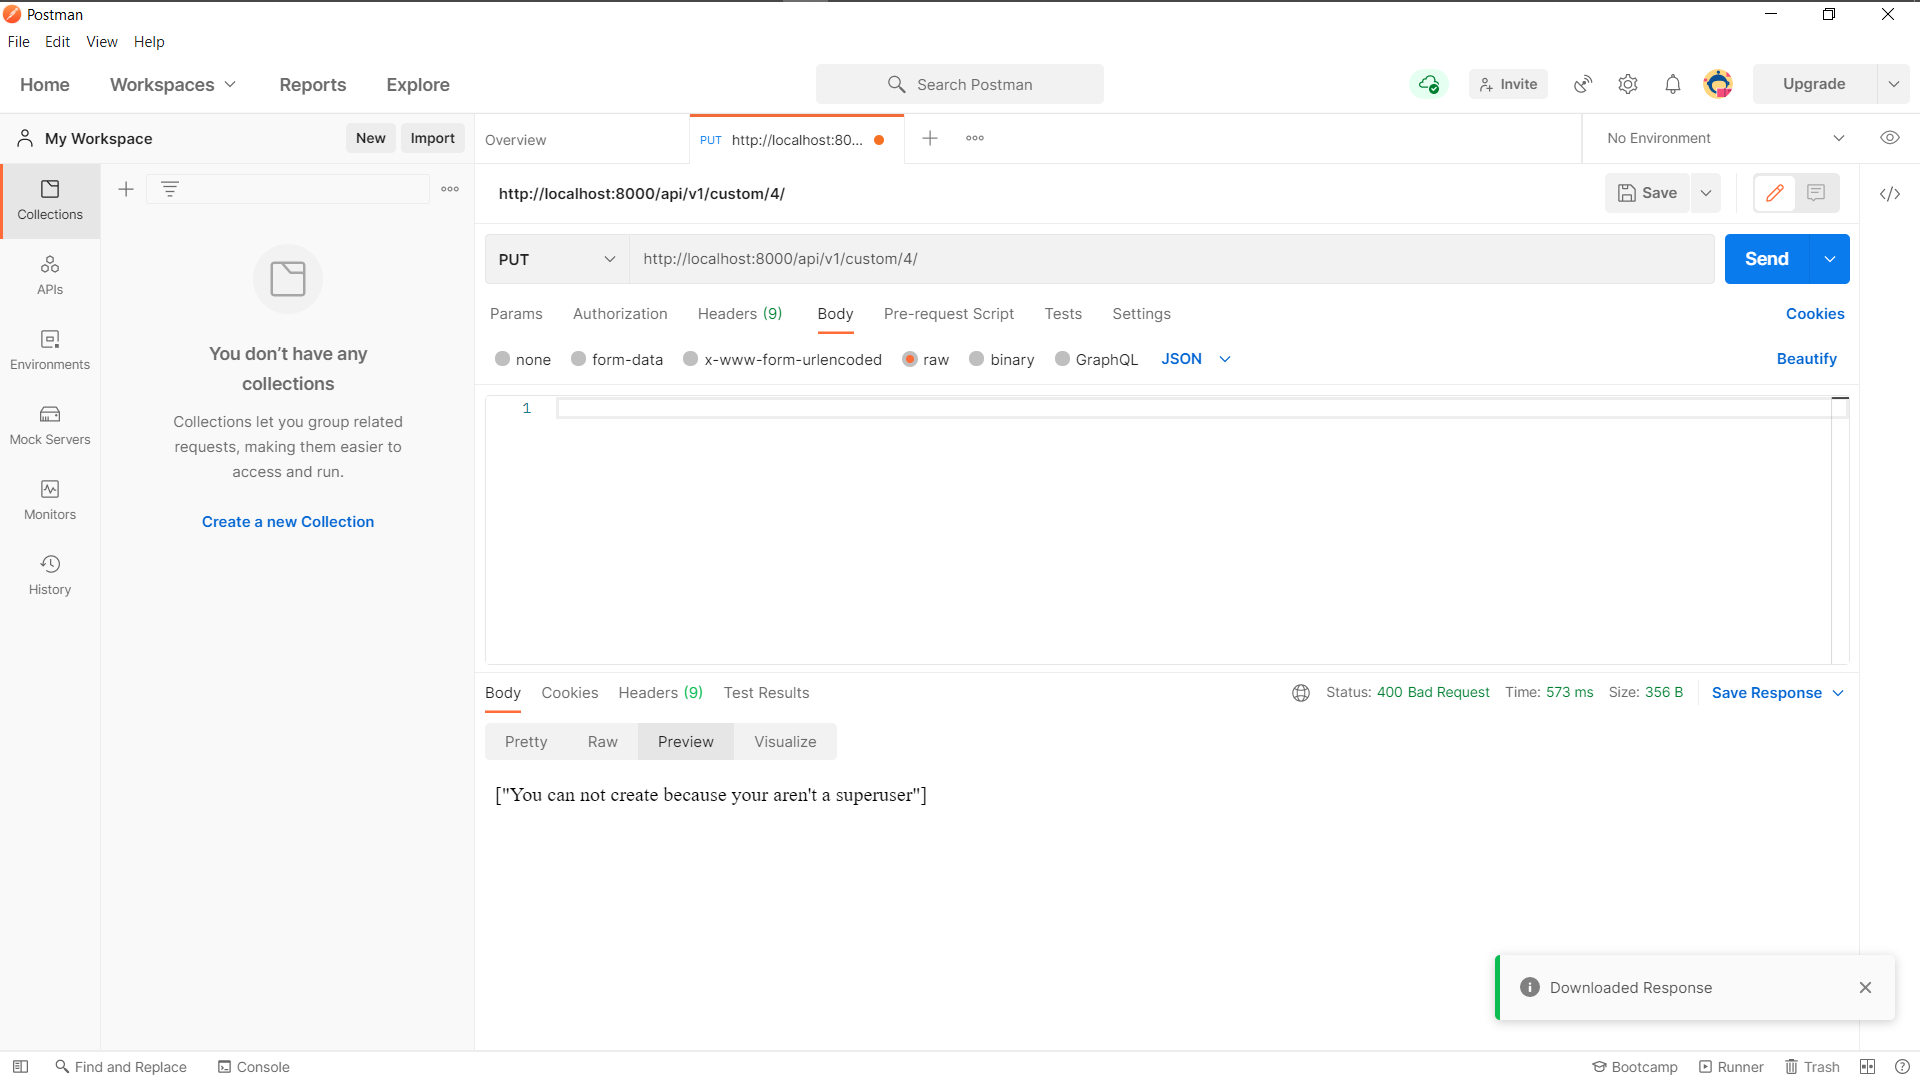 Postman
File Edit View Help
Home Workspaces Reports Explore Search Postman Invite Upgrade
My Workspace New Import Overview PUT http://localhost:80... No Environment
http://localhost:8000/api/v1/custom/4/ Save
Collections
PUT http://localhost:8000/api/v1/custom/4/ Send
APIs
Params Authorization Headers (9) Body Pre-request Script Tests Settings Cookies
none form-data x-www-form-urlencoded raw binary GraphQL JSON Beautify
Environments
You don't have any
collections
1
Collections let you group related
requests, making them easier to
access and run.
Mock Servers
Create a new Collection
Monitors
History
Body Cookies Headers (9) Test Results Status: 400 Bad Request Time: 573 ms Size: 356 B Save Response
Pretty Raw Preview Visualize
["You can not create because your aren't a superuser"]
Downloaded Response
Find and Replace Console Bootcamp Runner Trash